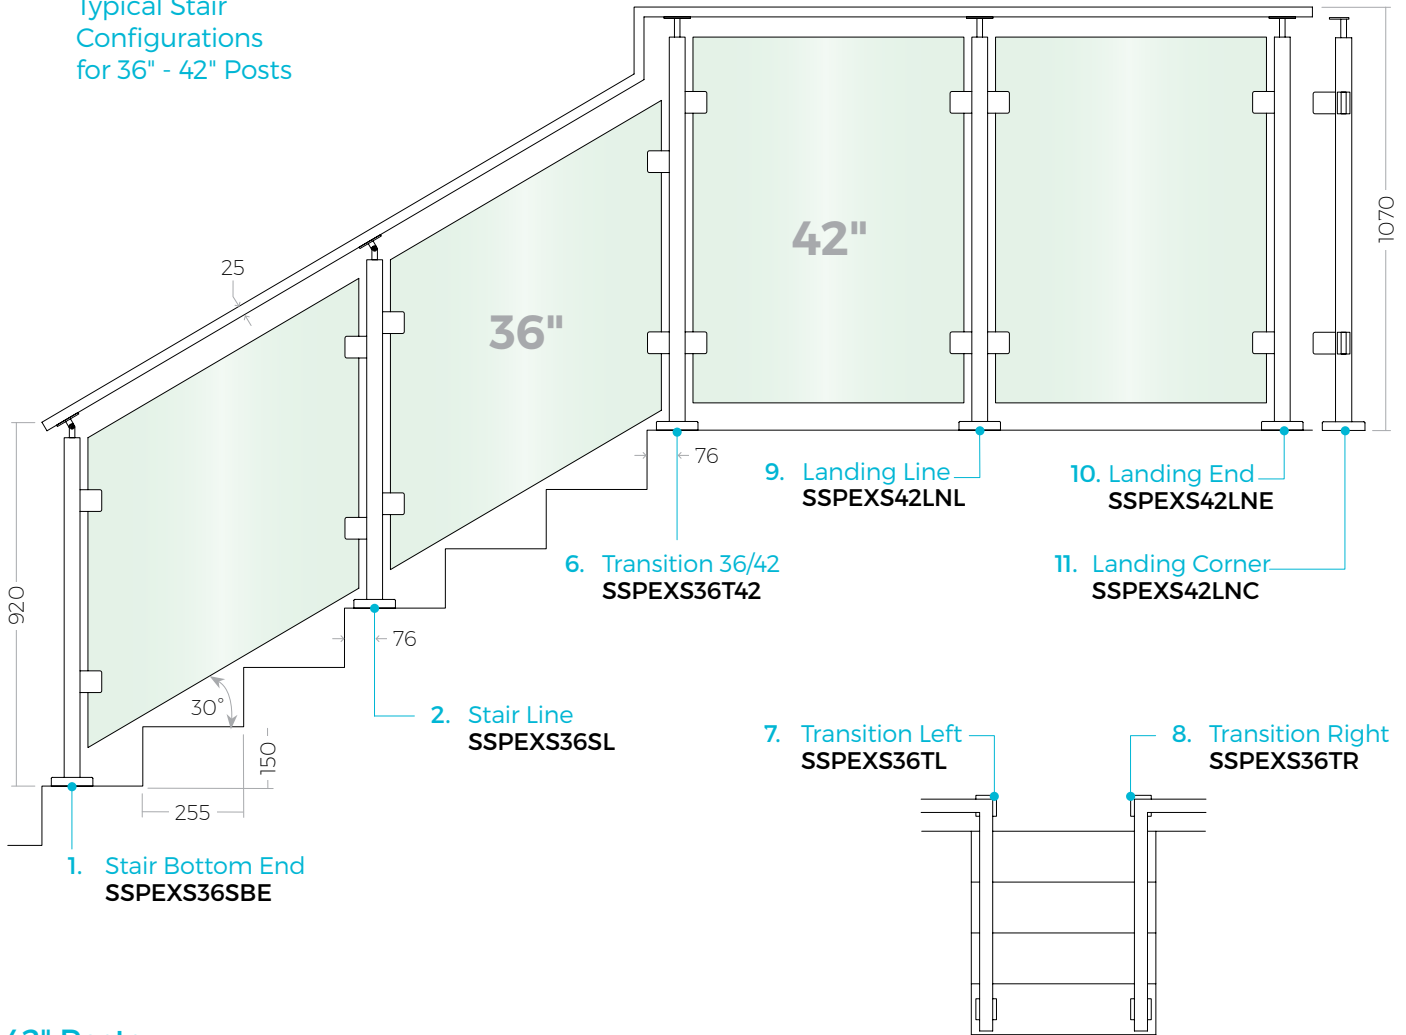 Typical Stair
Configurations
for 36" - 42" Posts
25
36"
42"
1070
920
76
76
30°
150
255
9. Landing Line
SSPEXS42LNL
10. Landing End
SSPEXS42LNE
6. Transition 36/42
SSPEXS36T42
11. Landing Corner
SSPEXS42LNC
2. Stair Line
SSPEXS36SL
7. Transition Left
SSPEXS36TL
8. Transition Right
SSPEXS36TR
1. Stair Bottom End
SSPEXS36SBE
42" Posts